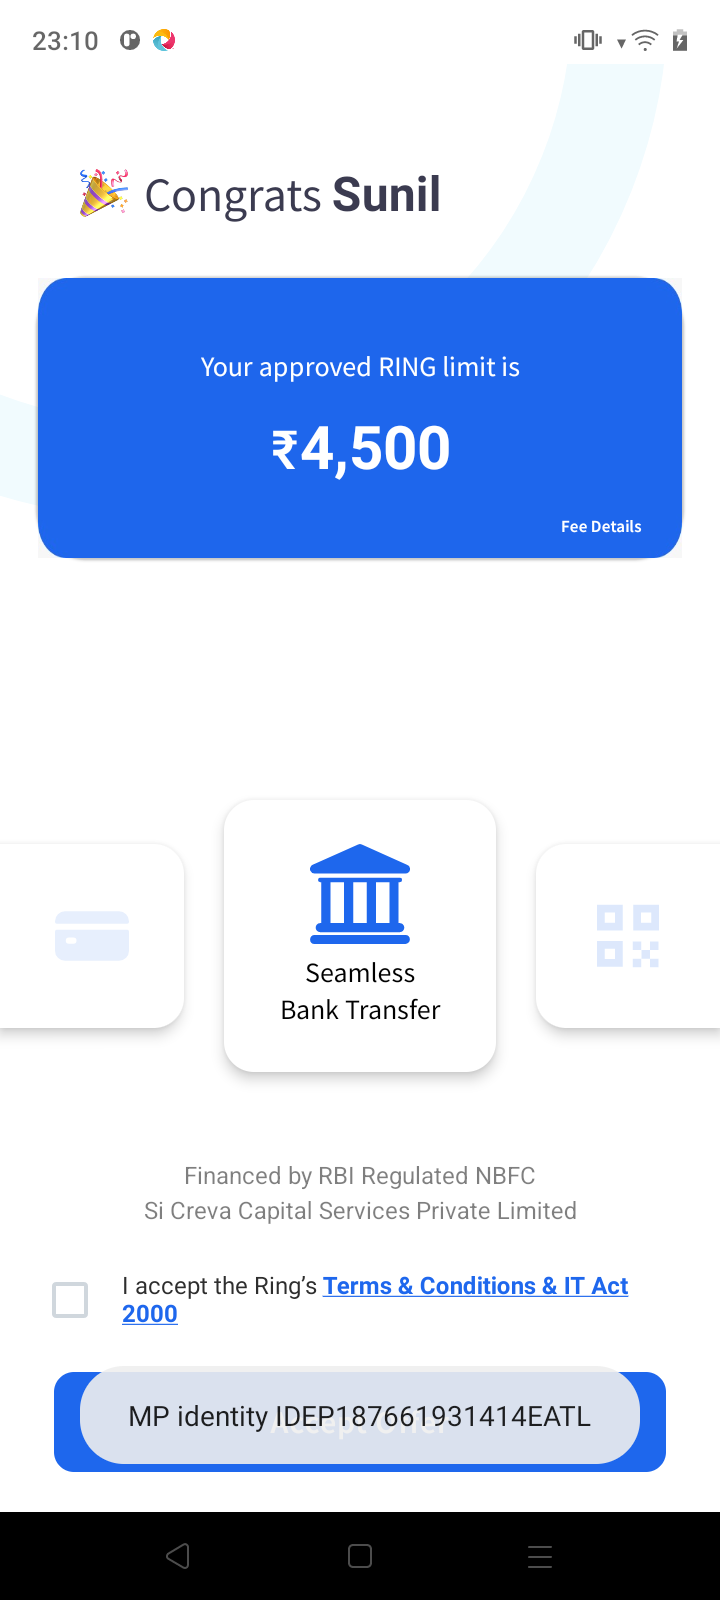 23:10
Congrats Sunil
Your approved RING limit is
₹4,500
Fee Details
Seamless
Bank Transfer
Financed by RBI Regulated NBFC
Si Creva Capital Services Private Limited
I accept the Ring’s Terms & Conditions & IT Act
2000
Accept Offer
MP identity IDEP187661931414EATL